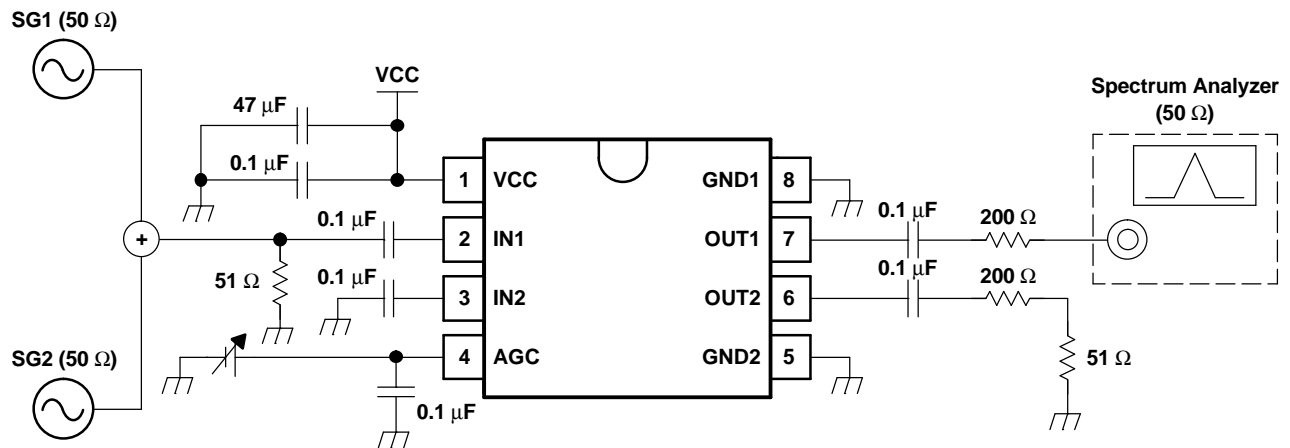 SG1 (50 Ω)
VCC
47 μF
0.1 μF
Spectrum Analyzer
(50 Ω)
1 VCC GND1 8
0.1 μF
2 IN1 OUT1 7
0.1 μF
200 Ω
+
51 Ω
0.1 μF
3 IN2 OUT2 6
0.1 μF
200 Ω
4 AGC GND2 5
51 Ω
0.1 μF
SG2 (50 Ω)